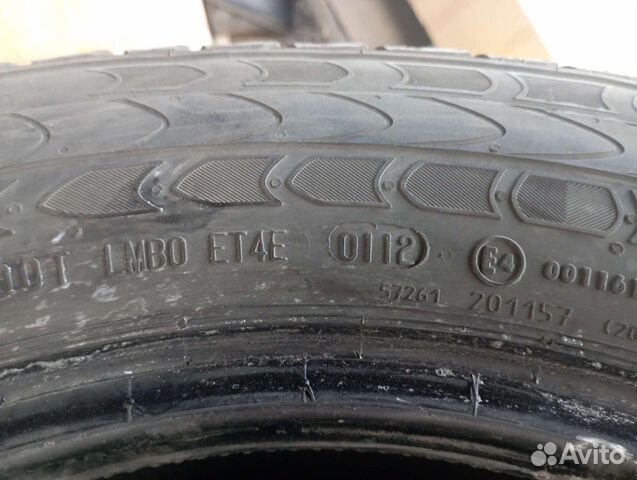 DOT LMBO ET4E 0112 E4 001161
57261 201157
Avito